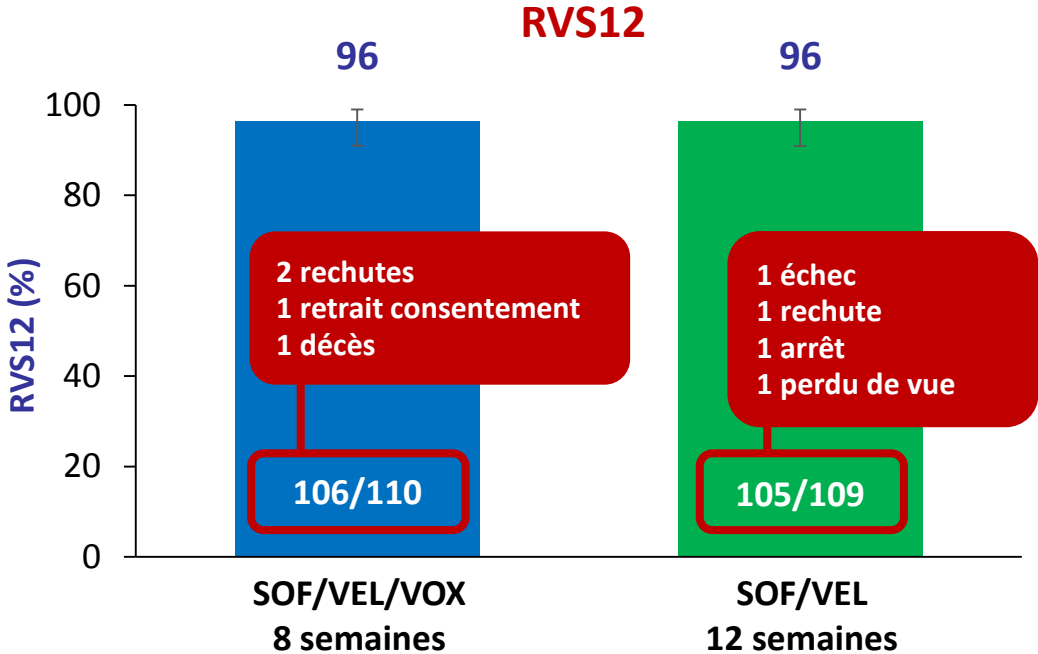 RVS12
96
96
RVS12 (%)
100
80
60
40
20
0
2 rechutes
1 retrait consentement
1 décès
106/110
1 échec
1 rechute
1 arrêt
1 perdu de vue
105/109
SOF/VEL/VOX
8 semaines
SOF/VEL
12 semaines